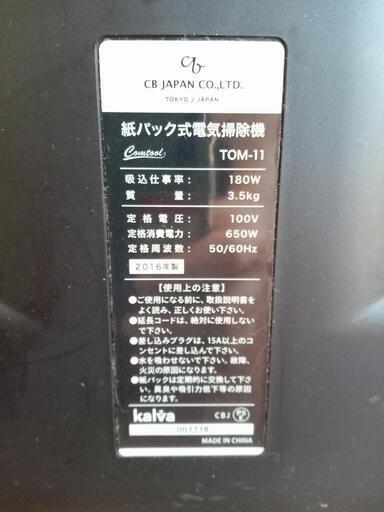 cb
CB JAPAN CO.,LTD.
TOKYO / JAPAN
紙パック式電気掃除機
Comtool TOM-11
吸込仕事率： 180W
質量： 3.5kg
定格電圧： 100V
定格消費電力： 650W
定格周波数： 50/60Hz
2016年製
【使用上の注意】
●ご使用になる前に、取扱説明書を
よく読み、正しくお使い下さい。
●延長コードは、絶対に使用しない
で下さい。
●差し込みプラグは、15A以上のコ
ンセントに差し込んで下さい。
●水を吸わせないで下さい。故障、
火災の原因になります。
●紙パックは定期的に交換して下さ
い。異臭や吸引力低下等の原因
になります。
kalva CBJ
001718
MADE IN CHINA